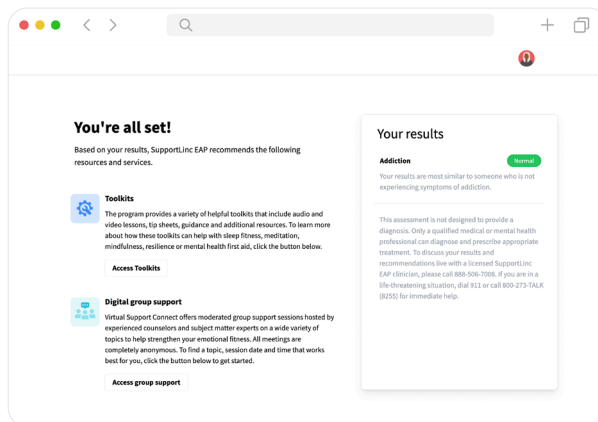 You're all set!
Based on your results, SupportLinc EAP recommends the following
resources and services.
Toolkits
The program provides a variety of helpful toolkits that include audio and
video lessons, tip sheets, guidance and additional resources. To learn more
about how these toolkits can help with sleep fitness, meditation,
mindfulness, resilience or mental health first aid, click the button below.
Access Toolkits
Digital group support
Virtual Support Connect offers moderated group support sessions hosted by
experienced counselors and subject matter experts on a wide variety of
topics to help strengthen your emotional fitness. All meetings are
completely anonymous. To find a topic, session date and time that works
best for you, click the button below to get started.
Access group support
Your results
Addiction
Normal
Your results are most similar to someone who is not
experiencing symptoms of addiction.
This assessment is not designed to provide a
diagnosis. Only a qualified medical or mental health
professional can diagnose and prescribe appropriate
treatment. To discuss your results and
recommendations live with a licensed SupportLinc
EAP clinician, please call 888-506-7008. If you are in a
life-threatening situation, dial 911 or call 800-273-TALK
(8255) for immediate help.